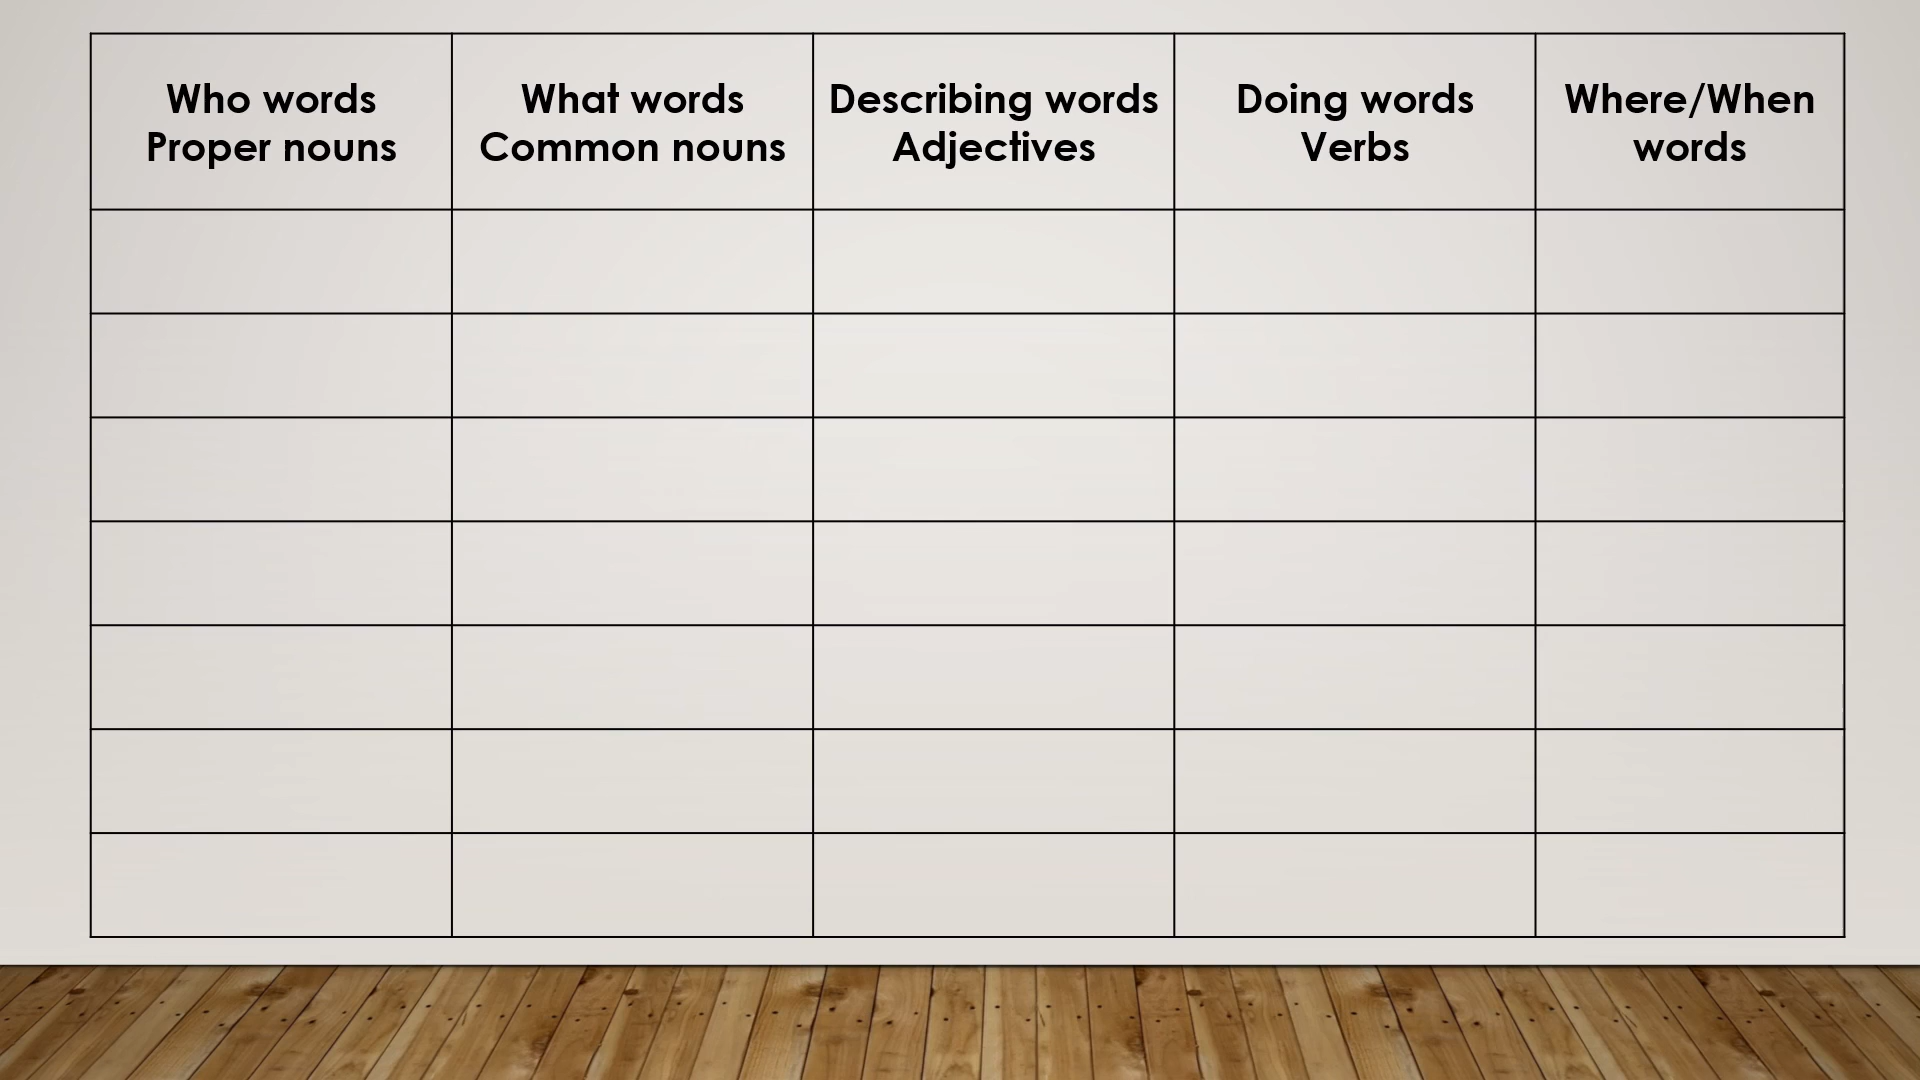 Who words
Proper nouns
What words
Common nouns
Describing words
Adjectives
Doing words
Verbs
Where/When
words